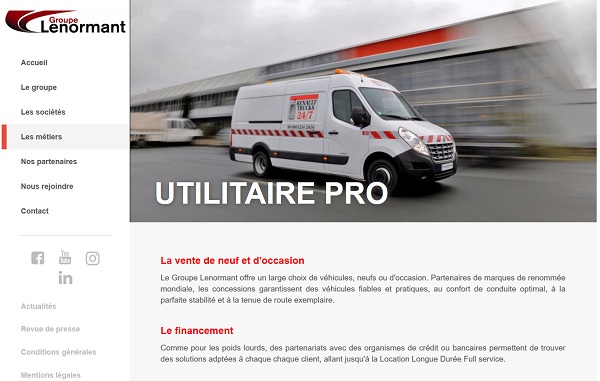 Groupe
Lenormant
Accueil
Le groupe
Les sociétés
Les métiers
Nos partenaires
Nous rejoindre
Contact
You
Tube
in
Actualités
Revue de presse
Conditions générales
Mentions légales
RENAULT
TRUCKS
24/7
UTILITAIRE PRO
La vente de neuf et d'occasion
Le Groupe Lenormant offre un large choix de véhicules, neufs ou d'occasion. Partenaires de marques de renommée
mondiale, les concessions garantissent des véhicules fiables et pratiques, au confort de conduite optimal, à la
parfaite stabilité et à la tenue de route exemplaire.
Le financement
Comme pour les poids lourds, des partenariats avec des organismes de crédit ou bancaires permettent de trouver
des solutions adptées à chaque chaque client, allant jusqu'à la Location Longue Durée Full service.